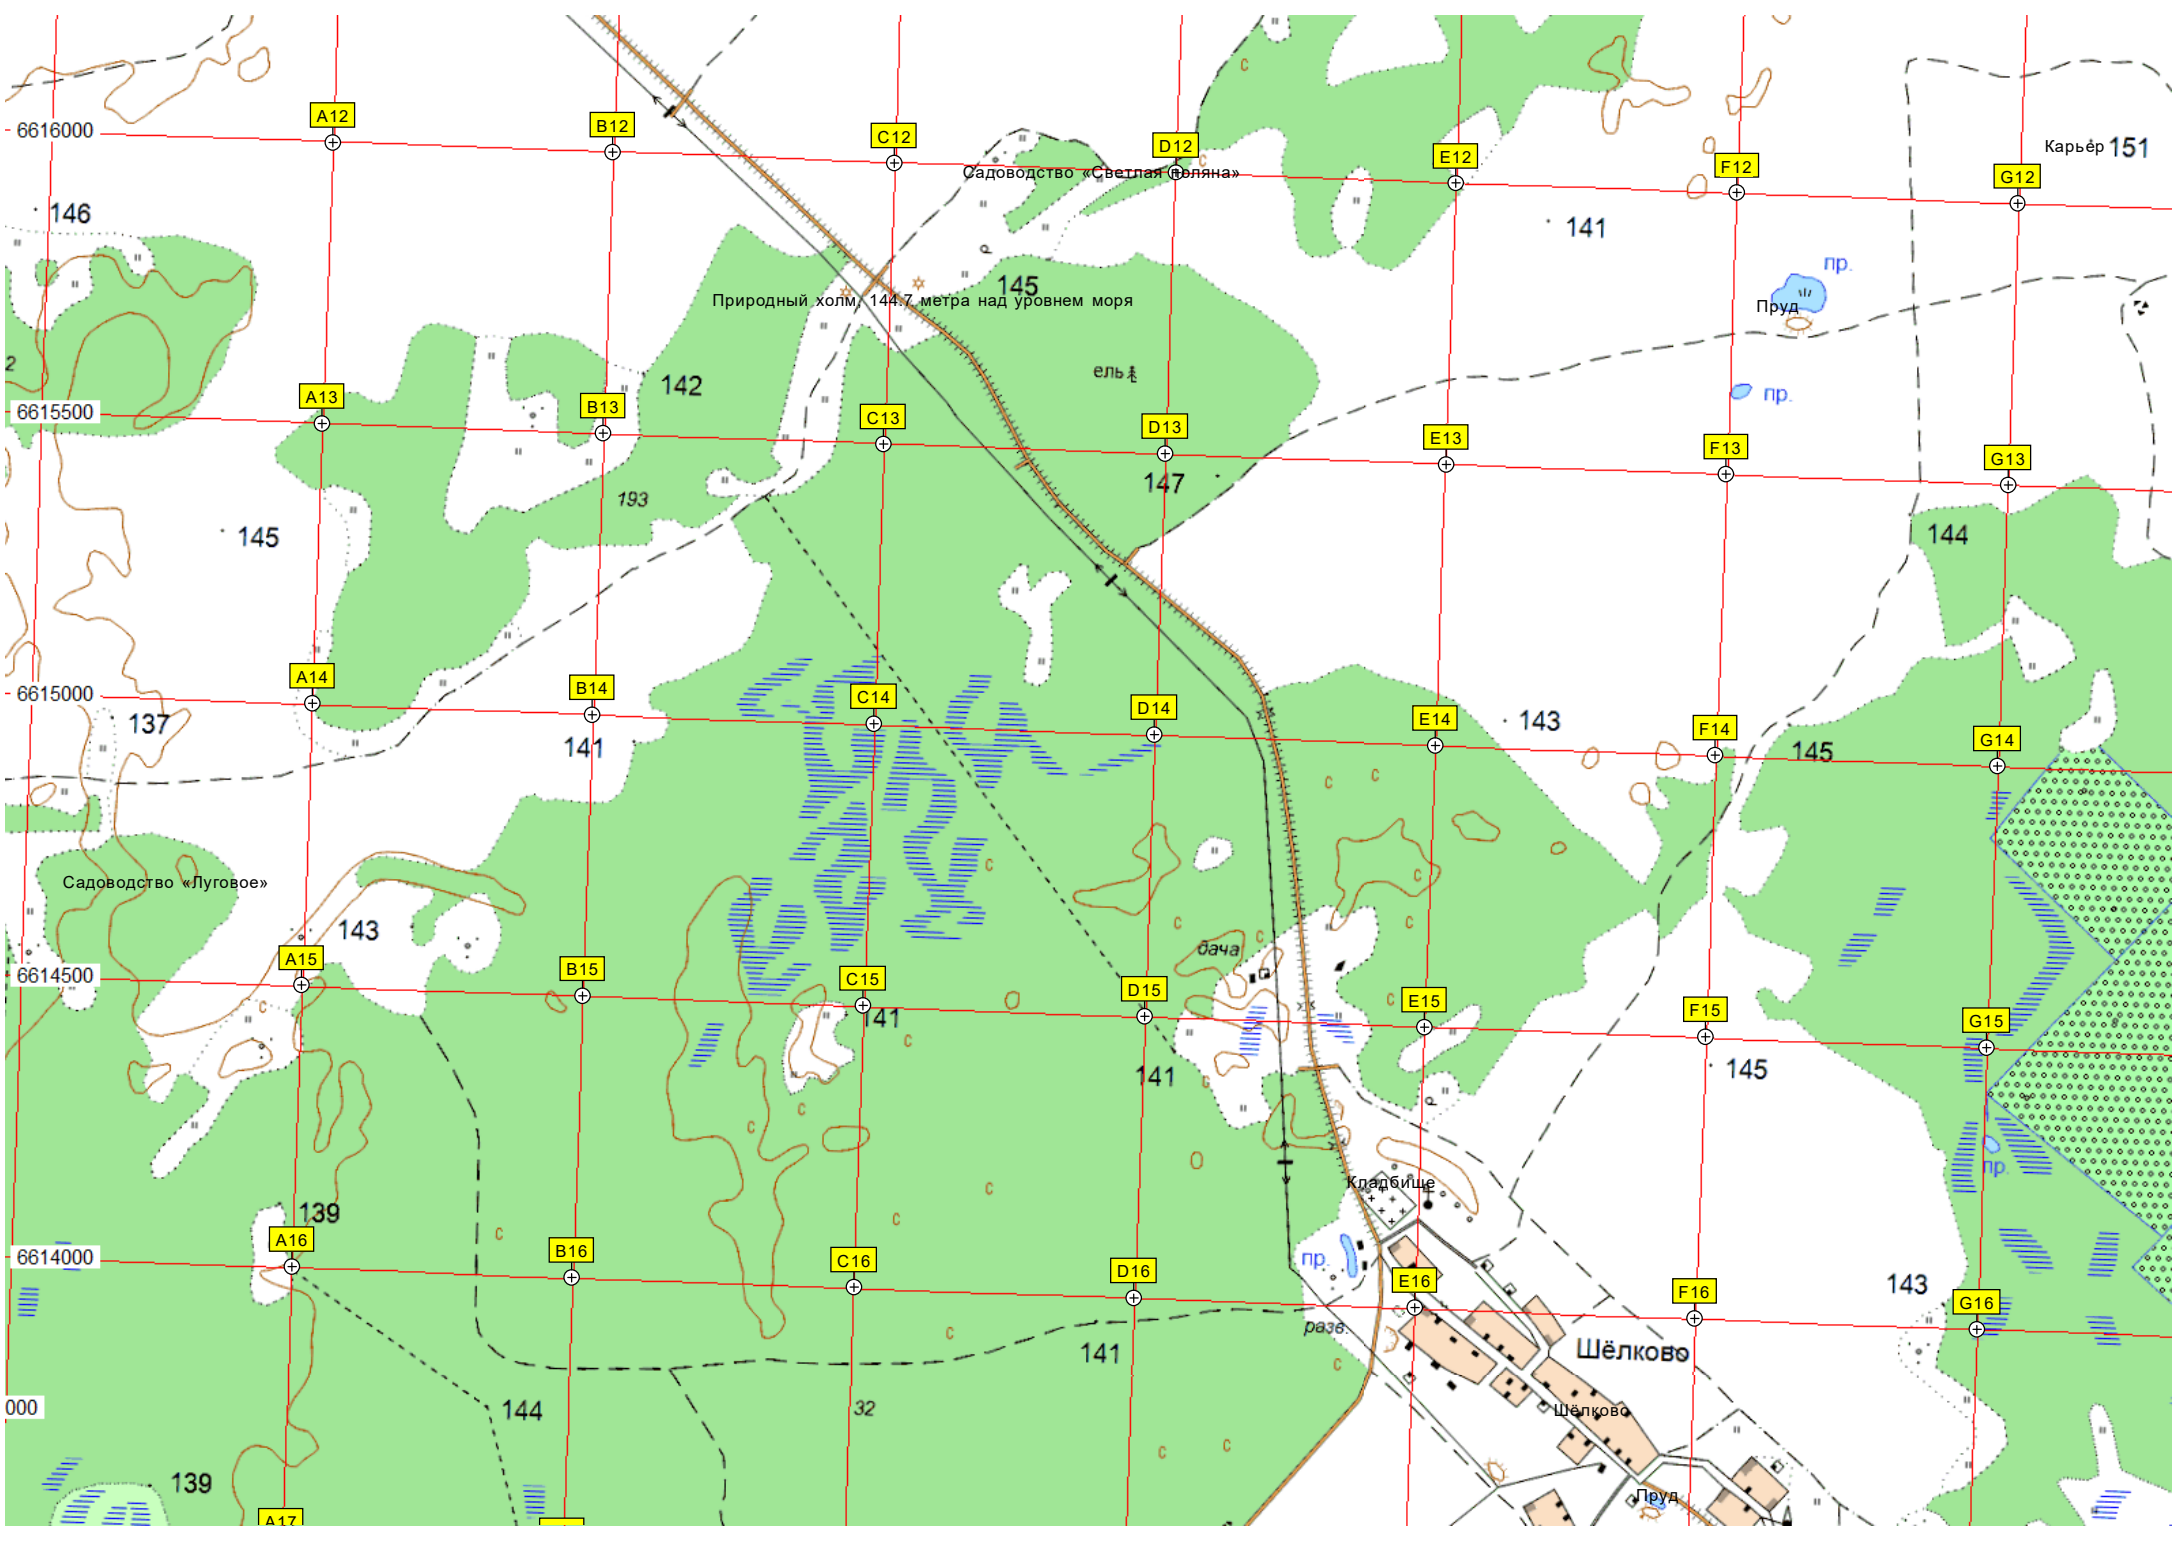 A12
6616000
B12
C12
D12
E12
F12
G12
Карьер 151
Садоводство «Светлая поляна»
146
141
пр.
145
Природный холм, 144.7 метра над уровнем моря
Пруд
2
ель
142
A13
6615500
B13
C13
D13
E13
F13
G13
пр.
147
193
145
144
A14
6615000
B14
C14
D14
E14
F14
G14
137
141
143
145
Садоводство «Луговое»
143
дача
A15
6614500
B15
C15
D15
E15
F15
G15
141
141
145
пр.
Кладбище
139
A16
6614000
B16
C16
D16
E16
F16
G16
пр.
143
разв.
141
Шёлково
000
144
32
Шёлково
139
Пруд
A17